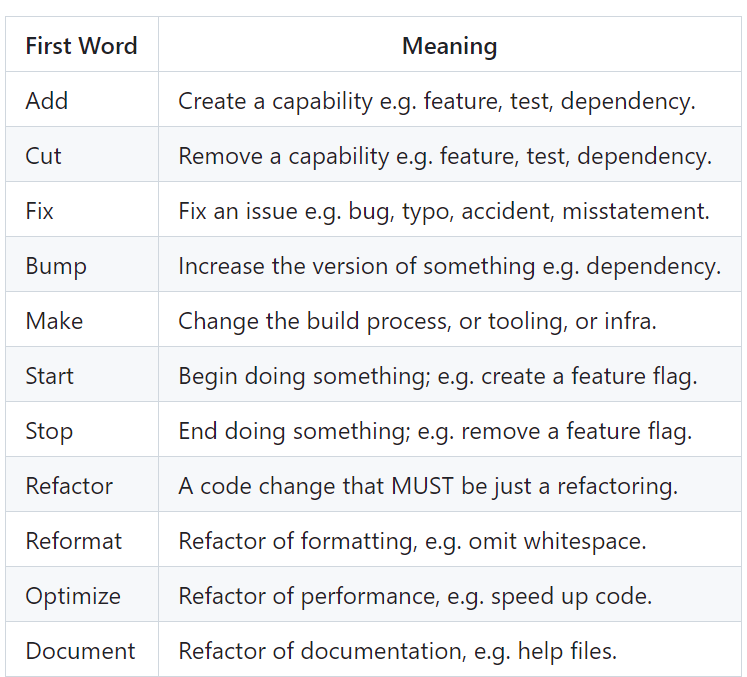 First Word Meaning
Add Create a capability e.g. feature, test, dependency.
Cut Remove a capability e.g. feature, test, dependency.
Fix Fix an issue e.g. bug, typo, accident, misstatement.
Bump Increase the version of something e.g. dependency.
Make Change the build process, or tooling, or infra.
Start Begin doing something; e.g. create a feature flag.
Stop End doing something; e.g. remove a feature flag.
Refactor A code change that MUST be just a refactoring.
Reformat Refactor of formatting, e.g. omit whitespace.
Optimize Refactor of performance, e.g. speed up code.
Document Refactor of documentation, e.g. help files.